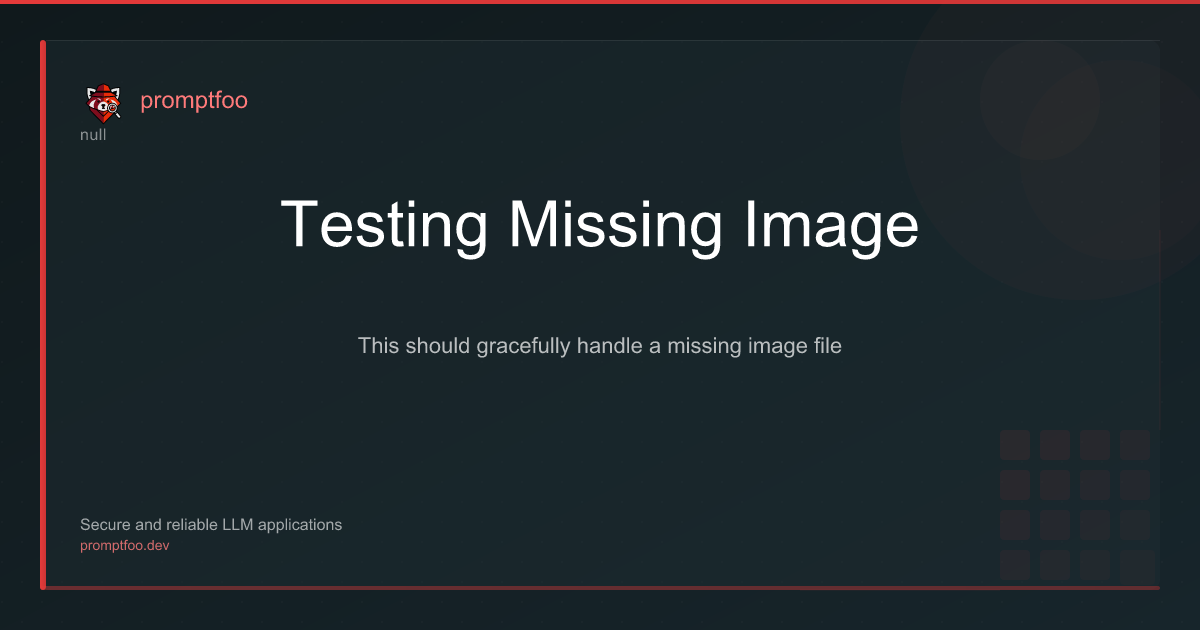 promptfoo
null
Testing Missing Image
This should gracefully handle a missing image file
Secure and reliable LLM applications
promptfoo.dev